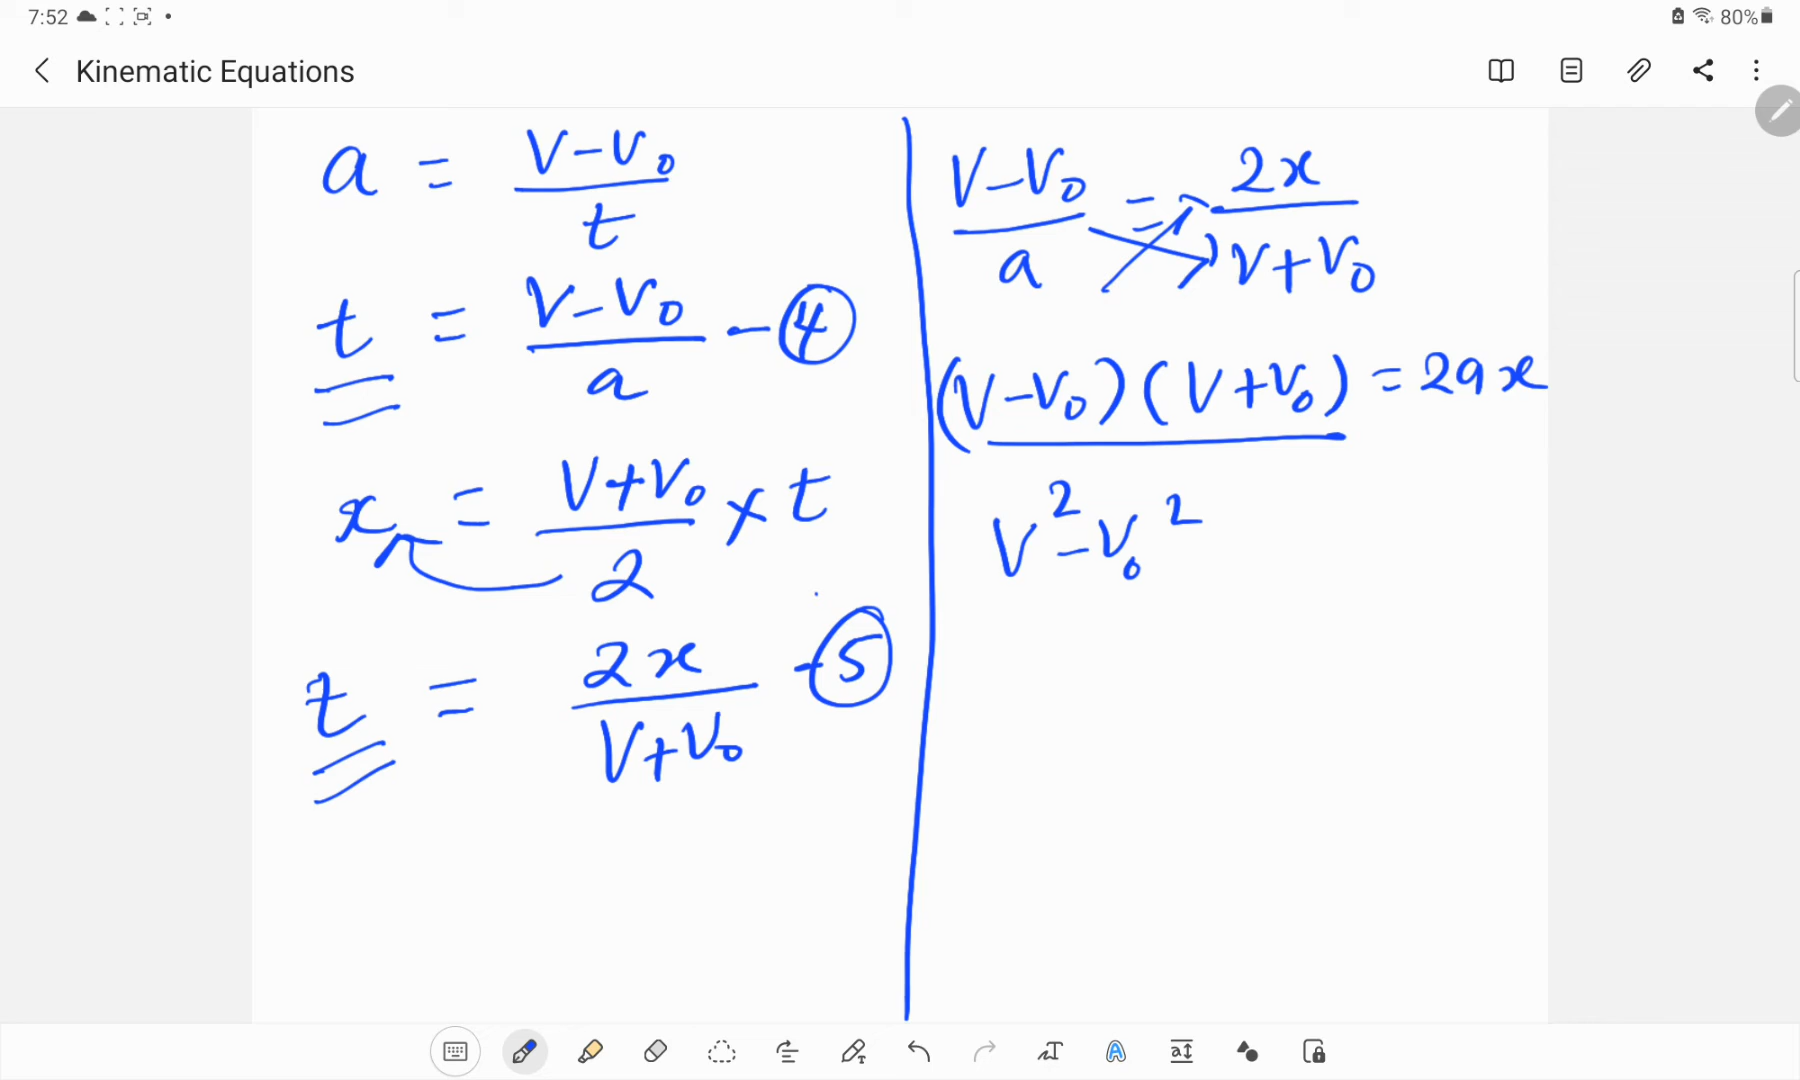 7:52
80%
Kinematic Equations
a = V-V₀/t
t = V-V₀/a - ④
x = V+V₀/2 × t
t = 2x/V+V₀ - ⑤
V-V₀/a = 2x/V+V₀
(V-V₀)(V+V₀) = 2ax
V²-V₀²